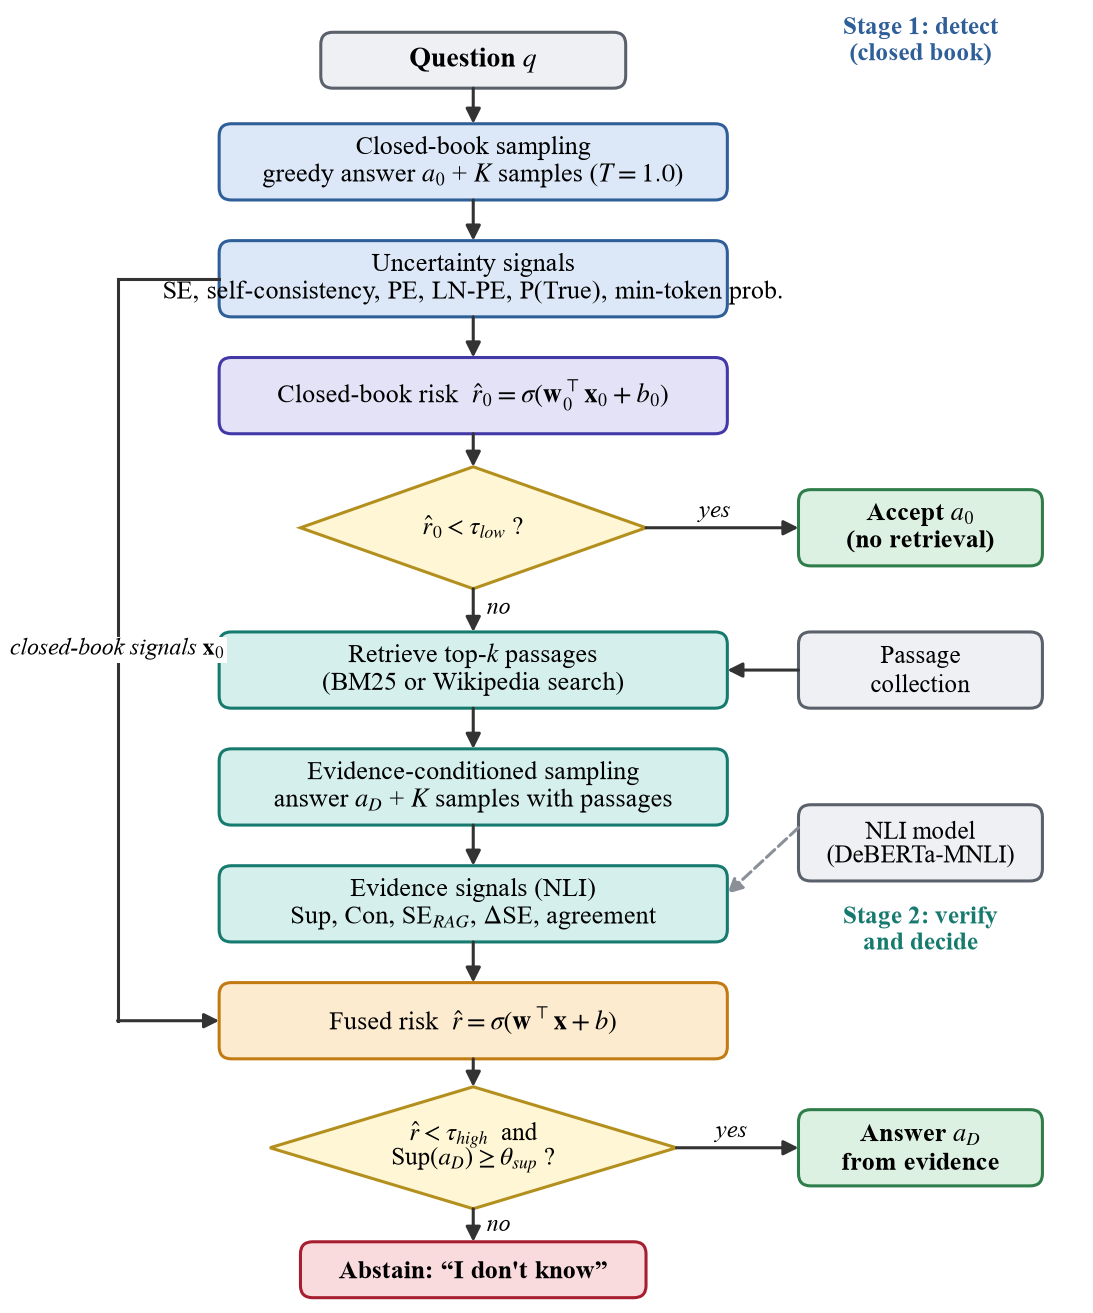 Stage 1: detect
(closed book)
Question q
Closed-book sampling
greedy answer a₀ + K samples (T = 1.0)
Uncertainty signals
SE, self-consistency, PE, LN-PE, P(True), min-token prob.
Closed-book risk r̂₀ = σ(w₀⊤ x₀ + b₀)
r̂₀ < τ_low ?
yes
Accept a₀
(no retrieval)
no
closed-book signals x₀
Retrieve top-k passages
(BM25 or Wikipedia search)
Passage
collection
Evidence-conditioned sampling
answer a_D + K samples with passages
NLI model
(DeBERTa-MNLI)
Evidence signals (NLI)
Sup, Con, SE_RAG, ΔSE, agreement
Stage 2: verify
and decide
Fused risk r̂ = σ(w⊤ x + b)
r̂ < τ_high and
Sup(a_D) ≥ θ_sup ?
yes
Answer a_D
from evidence
no
Abstain: “I don't know”